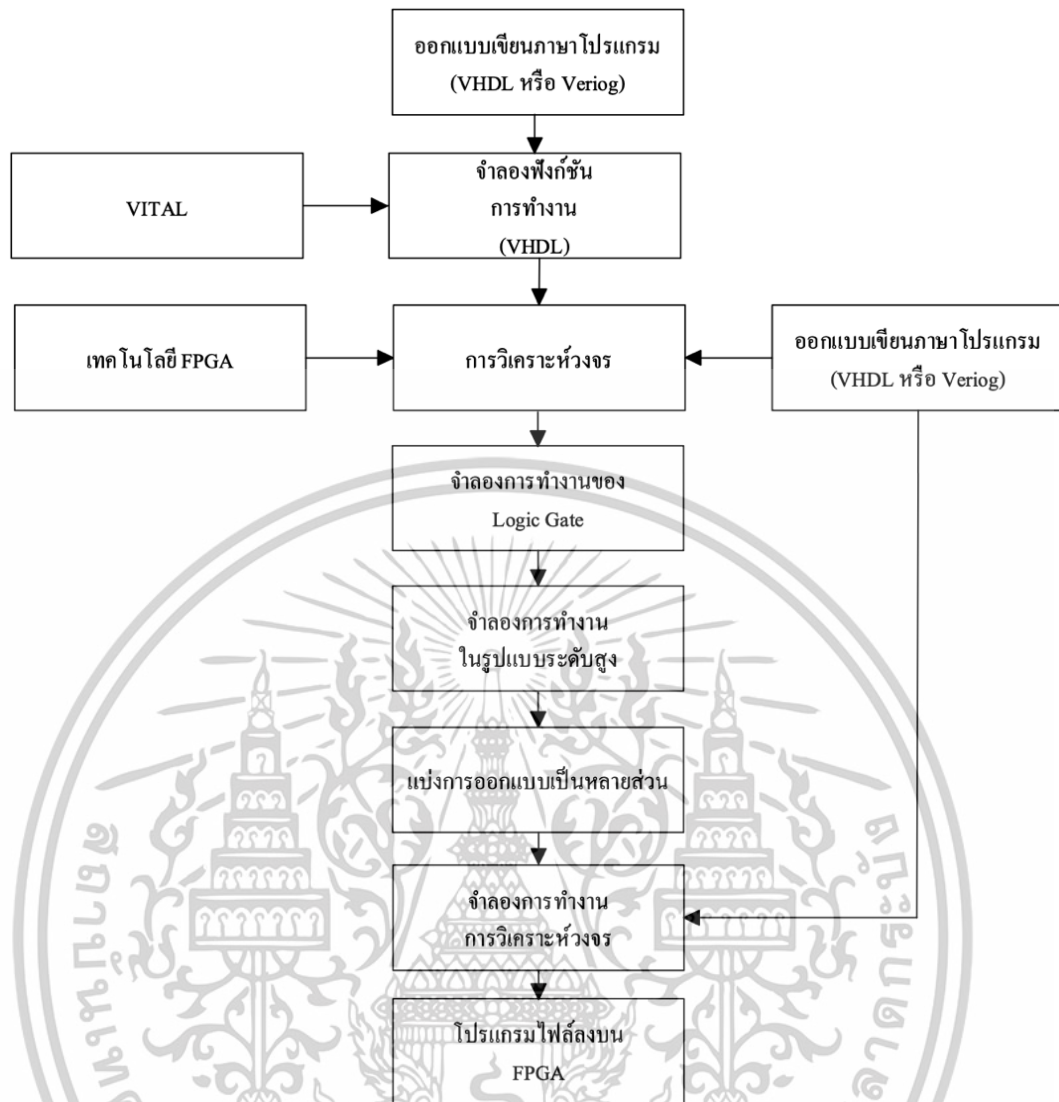 ออกแบบเขียนภาษาโปรแกรม
(VHDL หรือ Veriog)
VITAL
จำลองฟังก์ชัน
การทำงาน
(VHDL)
เทคโนโลยี FPGA
การวิเคราะห์วงจร
ออกแบบเขียนภาษาโปรแกรม
(VHDL หรือ Veriog)
จำลองการทำงานของ
Logic Gate
จำลองการทำงาน
ในรูปแบบระดับสูง
แบ่งการออกแบบเป็นหลายส่วน
จำลองการทำงาน
การวิเคราะห์วงจร
โปรแกรมไฟล์ลงบน
FPGA